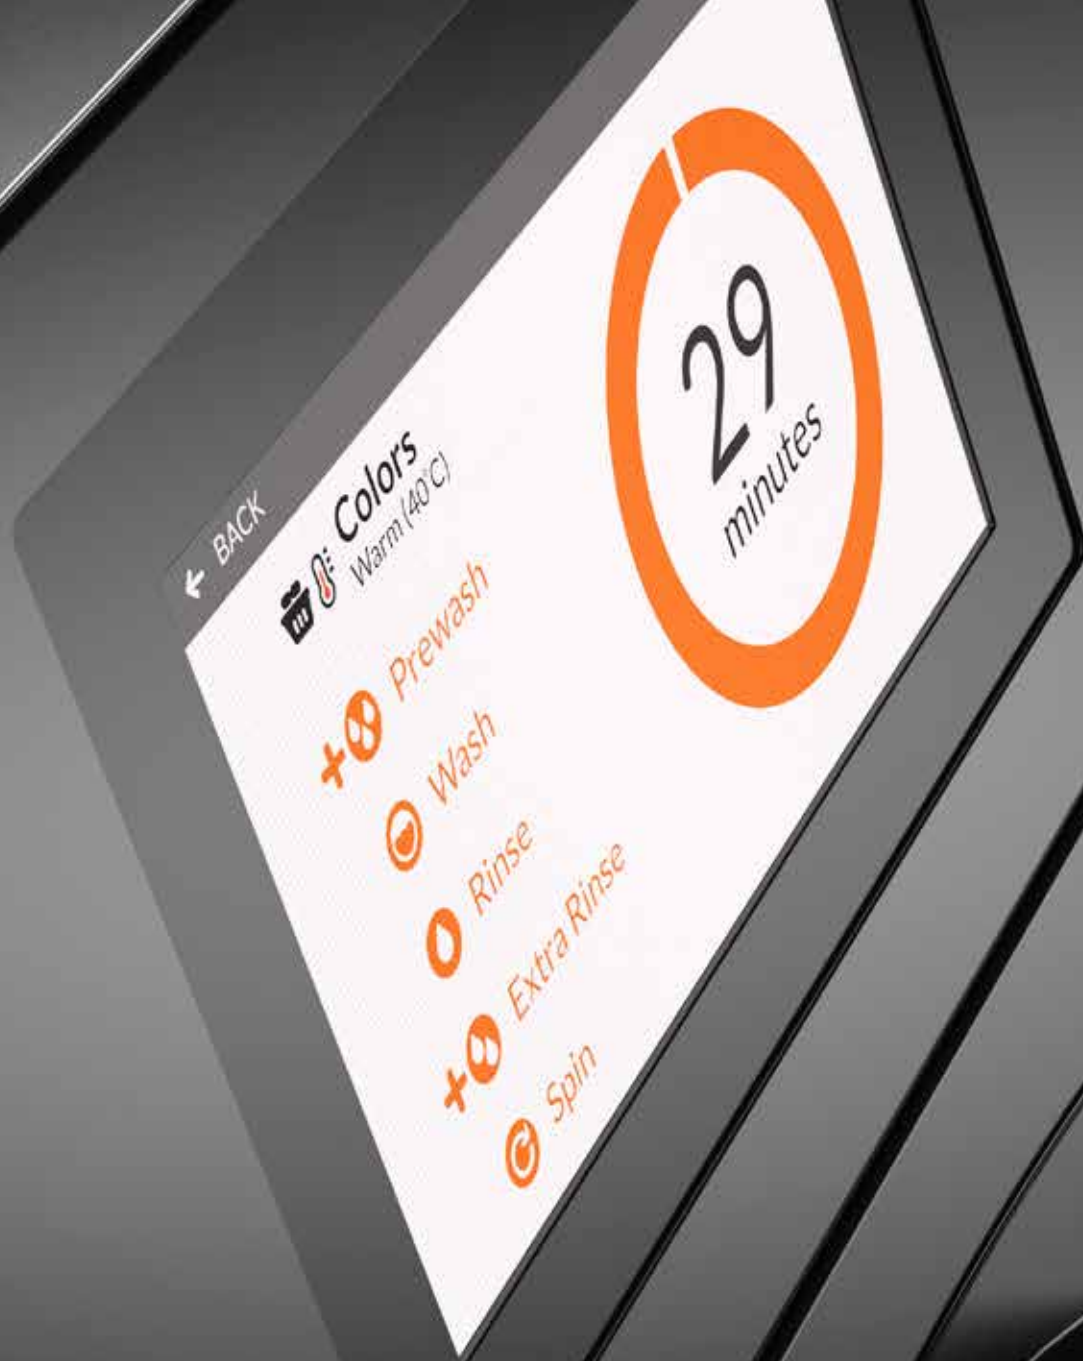 BACK
Colors
Warm (40°C)
Prewash
Wash
Rinse
Extra Rinse
Spin
29
minutes